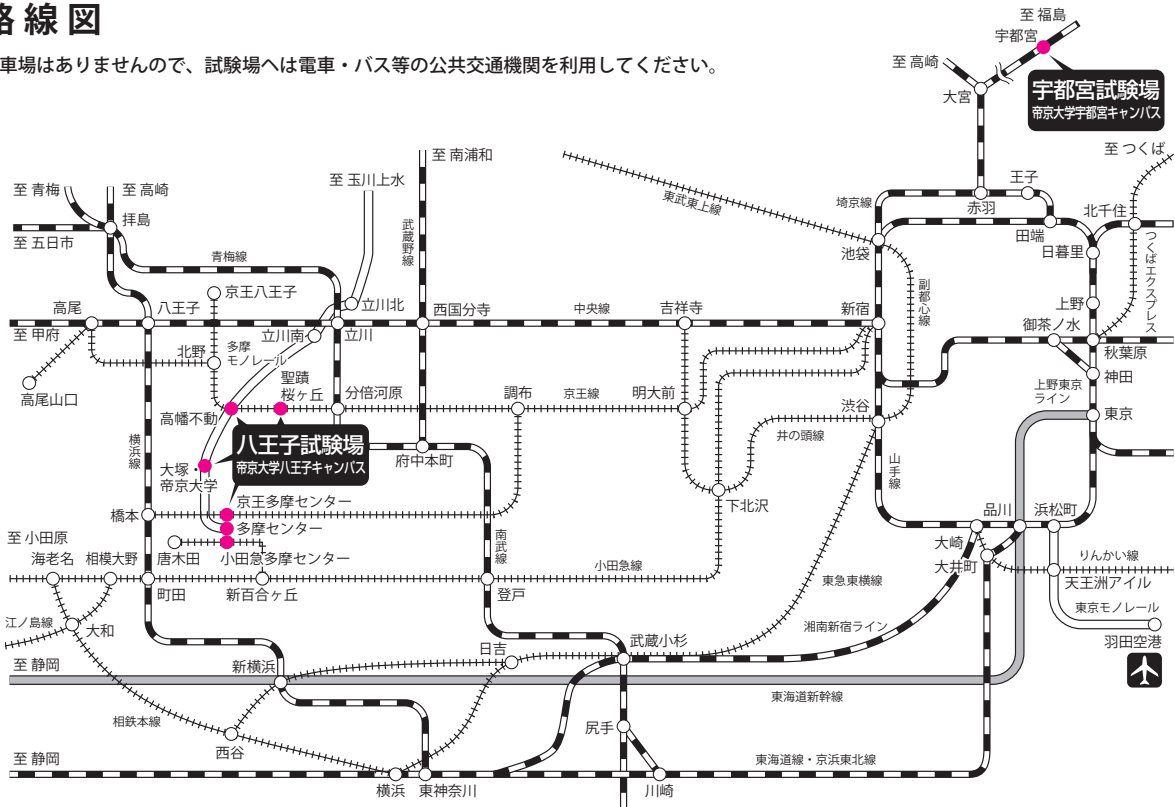 路線図
車場はありませんので、試験場へは電車・バス等の公共交通機関を利用してください。
至 福島
宇都宮
至 高崎
大宮
宇都宮試験場
帝京大学宇都宮キャンパス
至 つくば
至 南浦和
至 玉川上水
至 青梅
至 高崎
拝島
至 五日市
武蔵野線
東武東上線
埼京線
赤羽
王子
田端
北千住
日暮里
池袋
つくばエクスプレス
青梅線
京王八王子
立川北
高尾
八王子
至 甲府
立川南
立川
西国分寺
中央線
吉祥寺
新宿
副都心線
上野
御茶ノ水
秋葉原
北野
多摩
モノレール
聖蹟
桜ヶ丘
分倍河原
調布
京王線
明大前
高尾山口
高幡不動
神田
上野東京
ライン
東京
渋谷
井の頭線
八王子試験場
帝京大学八王子キャンパス
横浜線
大塚・
帝京大学
府中本町
山手線
下北沢
京王多摩センター
橋本
多摩センター
至 小田原
海老名
相模大野
唐木田
小田急多摩センター
南武線
小田急線
品川
浜松町
大崎
大井町
りんかい線
天王洲アイル
町田
新百合ヶ丘
登戸
東急東横線
東京モノレール
羽田空港
江ノ島線
大和
湘南新宿ライン
日吉
武蔵小杉
至 静岡
新横浜
東海道新幹線
相鉄本線
西谷
尻手
至 静岡
東海道線・京浜東北線
横浜
東神奈川
川崎